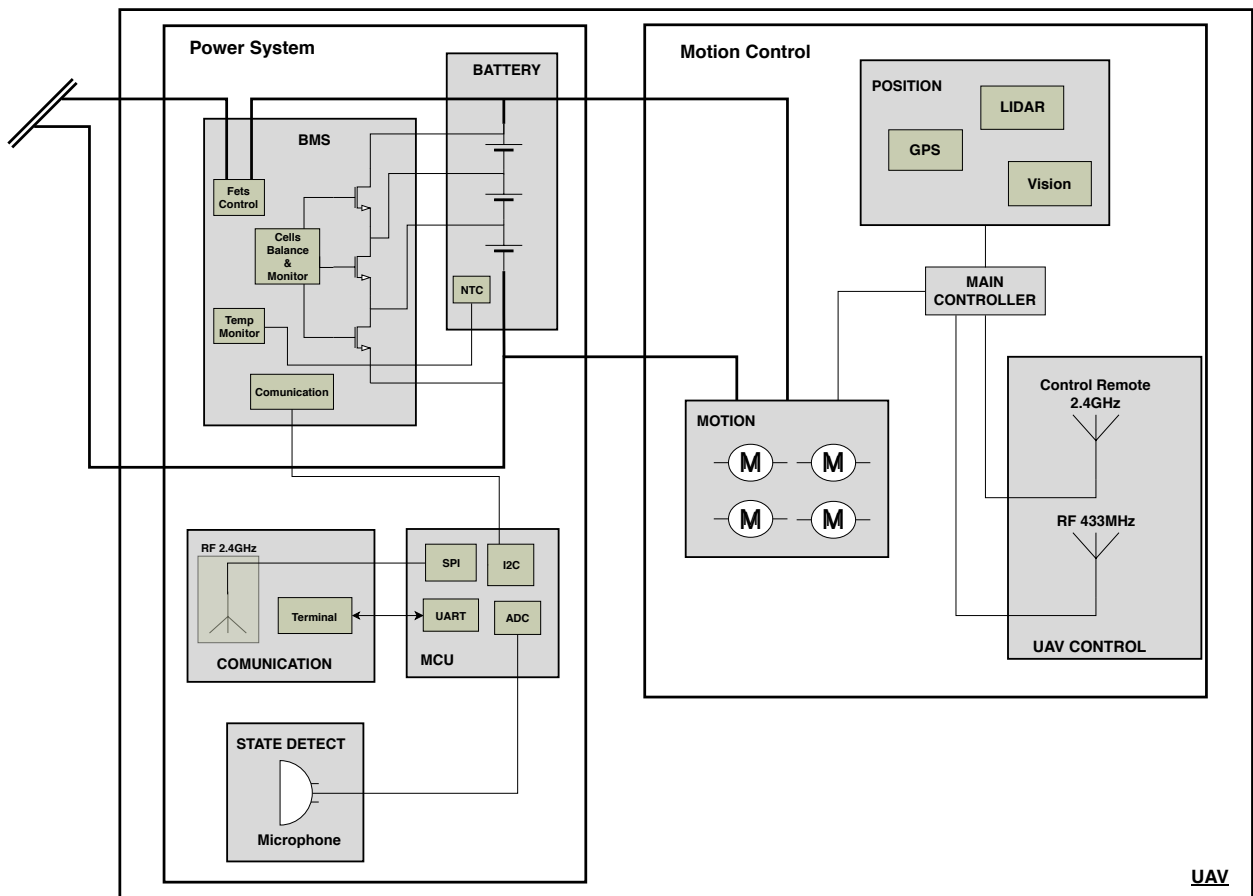 Power System
BATTERY
BMS
Fets
Control
Cells
Balance
&
Monitor
NTC
Temp
Monitor
Comunication
RF 2.4GHz
Terminal
COMUNICATION
SPI
I2C
UART
ADC
MCU
STATE DETECT
Microphone
Motion Control
POSITION
LIDAR
GPS
Vision
MAIN
CONTROLLER
MOTION
M
M
M
M
Control Remote
2.4GHz
RF 433MHz
UAV CONTROL
UAV